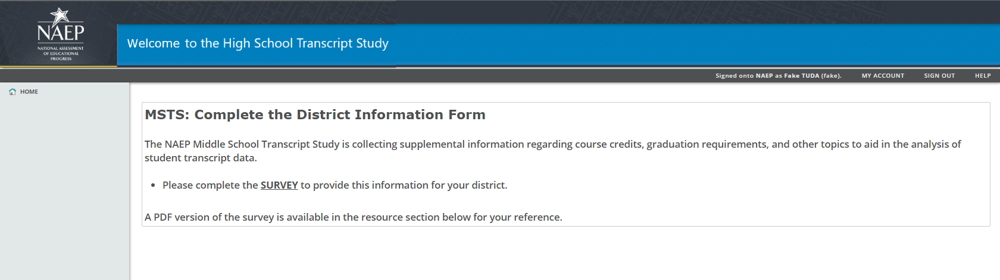 NAEP
NATIONAL ASSESSMENT
OF EDUCATIONAL
PROGRESS
Welcome to the High School Transcript Study
Signed onto NAEP as Fake TUDA (fake). MY ACCOUNT SIGN OUT HELP
HOME
MSTS: Complete the District Information Form
The NAEP Middle School Transcript Study is collecting supplemental information regarding course credits, graduation requirements, and other topics to aid in the analysis of
student transcript data.
• Please complete the SURVEY to provide this information for your district.
A PDF version of the survey is available in the resource section below for your reference.